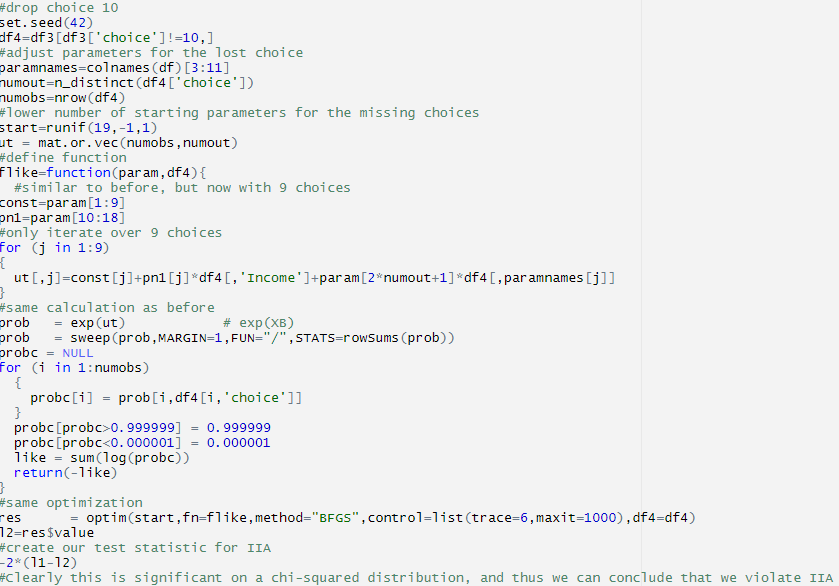 #drop choice 10
set.seed(42)
df4=df3[df3['choice']!=10,]
#adjust parameters for the lost choice
paramnames=colnames(df)[3:11]
numout=n_distinct(df4['choice'])
numobs=nrow(df4)
#lower number of starting parameters for the missing choices
start=runif(19,-1,1)
ut = mat.or.vec(numobs,numout)
#define function
flike=function(param,df4){
  #similar to before, but now with 9 choices
const=param[1:9]
pn1=param[10:18]
#only iterate over 9 choices
for (j in 1:9)
{
  ut[,j]=const[j]+pn1[j]*df4[,'Income']+param[2*numout+1]*df4[,paramnames[j]]
}
#same calculation as before
prob   = exp(ut)            # exp(XB)
prob   = sweep(prob,MARGIN=1,FUN="/",STATS=rowSums(prob))
probc = NULL
for (i in 1:numobs)
  {
    probc[i] = prob[i,df4[i,'choice']]
  }
  probc[probc>0.999999] = 0.999999
  probc[probc<0.000001] = 0.000001
  like = sum(log(probc))
  return(-like)
}
#same optimization
res      = optim(start,fn=flike,method="BFGS",control=list(trace=6,maxit=1000),df4=df4)
l2=res$value
#create our test statistic for IIA
-2*(l1-l2)
#Clearly this is significant on a chi-squared distribution, and thus we can conclude that we violate IIA